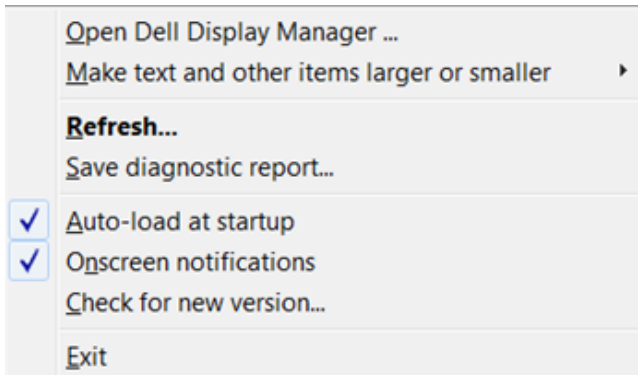 Open Dell Display Manager ...
Make text and other items larger or smaller
Refresh...
Save diagnostic report...
Auto-load at startup
Onscreen notifications
Check for new version...
Exit